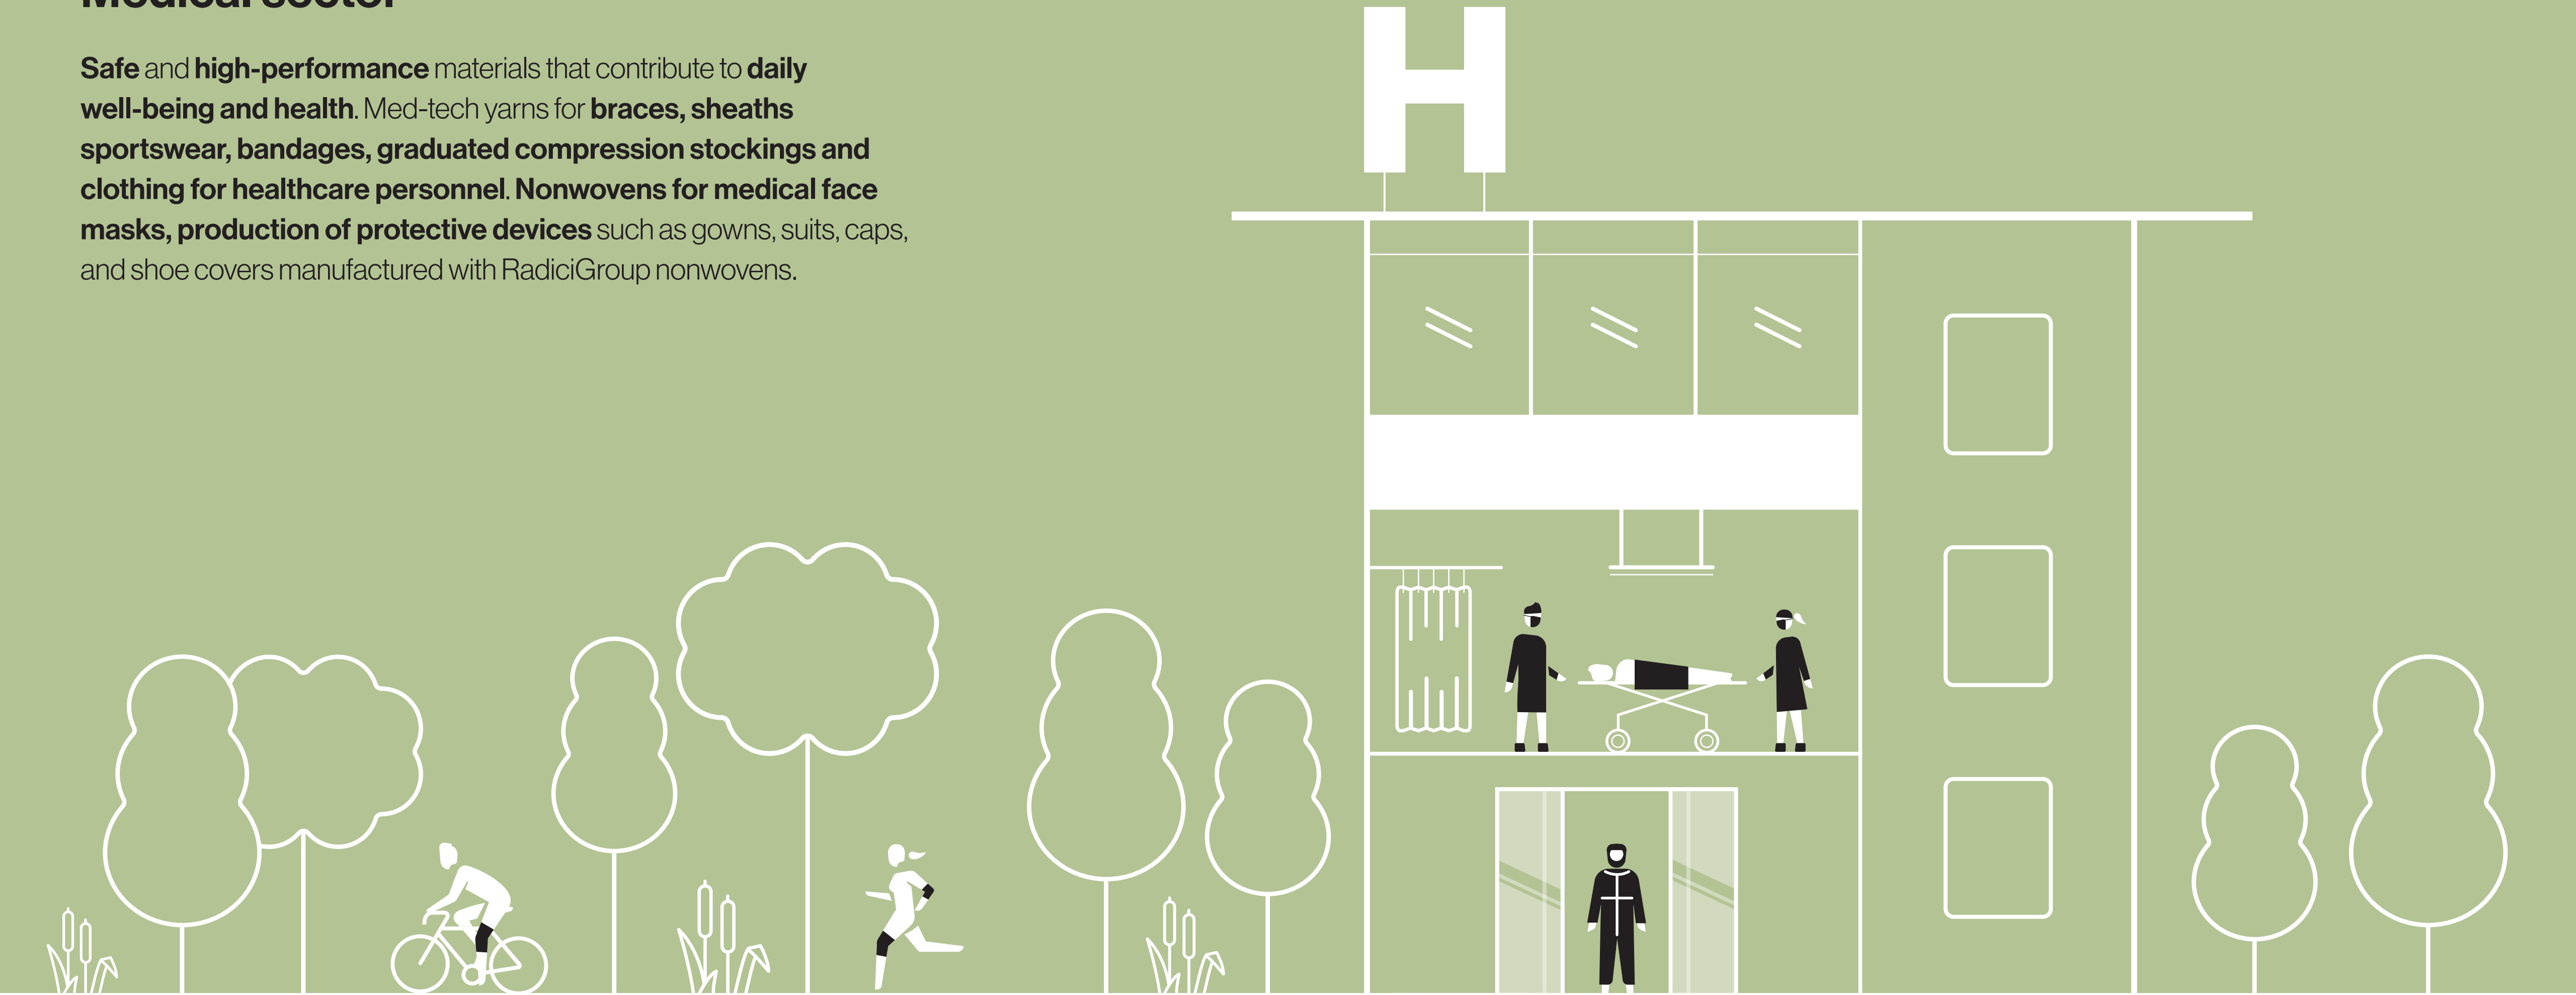 Medical sector
Safe and high-performance materials that contribute to daily
well-being and health. Med-tech yarns for braces, sheaths
sportswear, bandages, graduated compression stockings and
clothing for healthcare personnel. Nonwovens for medical face
masks, production of protective devices such as gowns, suits, caps,
and shoe covers manufactured with RadiciGroup nonwovens.
H